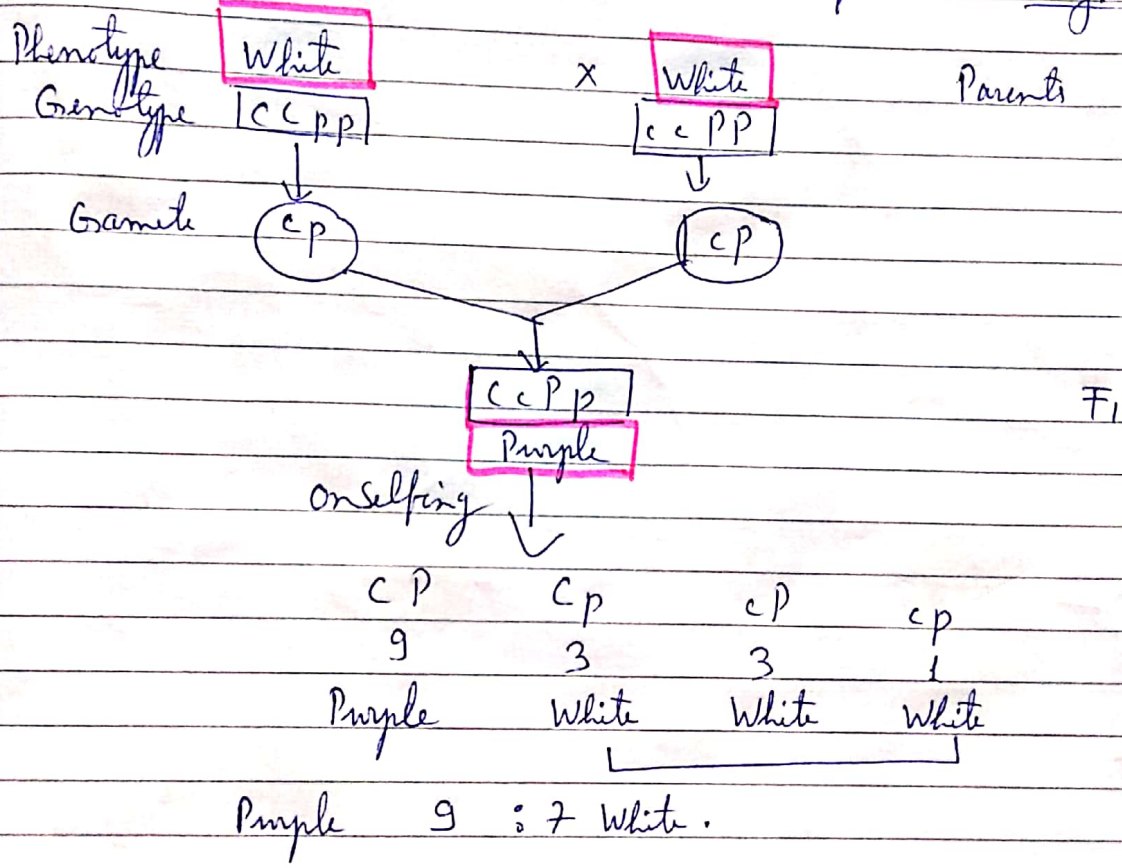 Phenotype White x White Parents
Genotype CCpp ccPP
Gamete Cp cP
CcPp F1
Purple
On Selfing
CP Cp cP cp
9 3 3 1
Purple White White White
Purple 9 : 7 White.